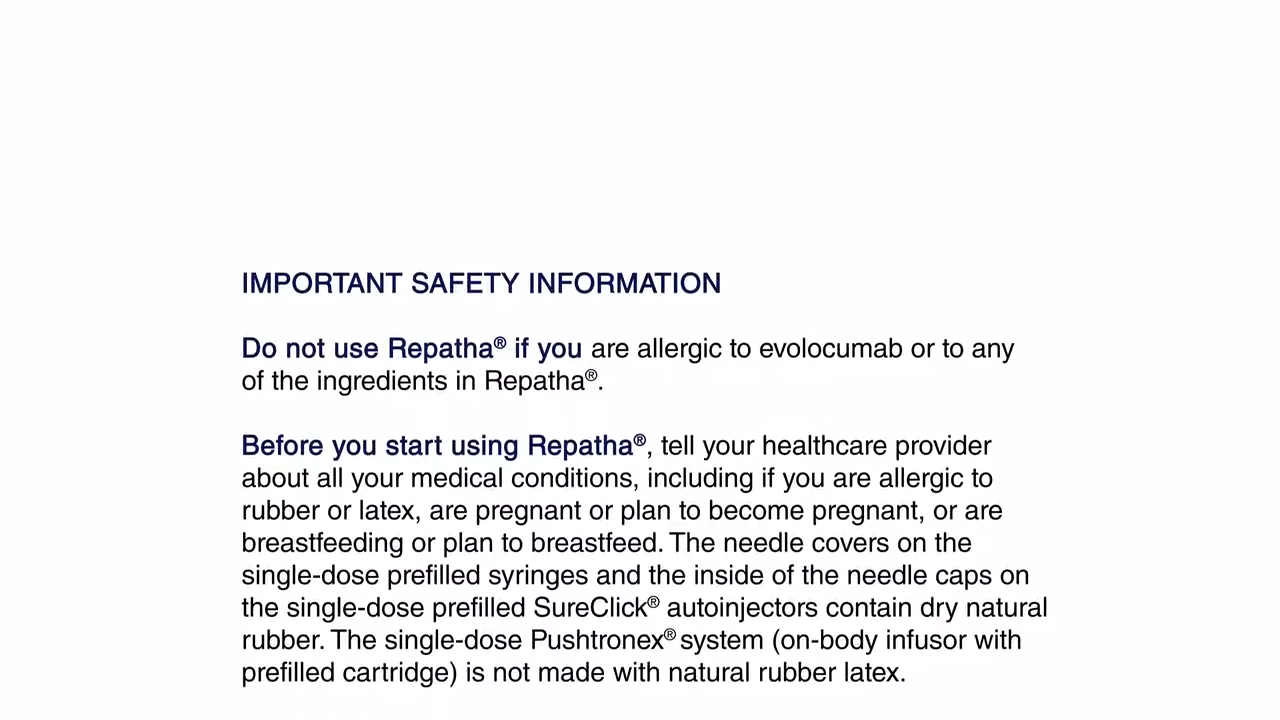 IMPORTANT SAFETY INFORMATION
Do not use Repatha® if you are allergic to evolocumab or to any
of the ingredients in Repatha®.
Before you start using Repatha®, tell your healthcare provider
about all your medical conditions, including if you are allergic to
rubber or latex, are pregnant or plan to become pregnant, or are
breastfeeding or plan to breastfeed. The needle covers on the
single-dose prefilled syringes and the inside of the needle caps on
the single-dose prefilled SureClick® autoinjectors contain dry natural
rubber. The single-dose Pushtronex® system (on-body infusor with
prefilled cartridge) is not made with natural rubber latex.